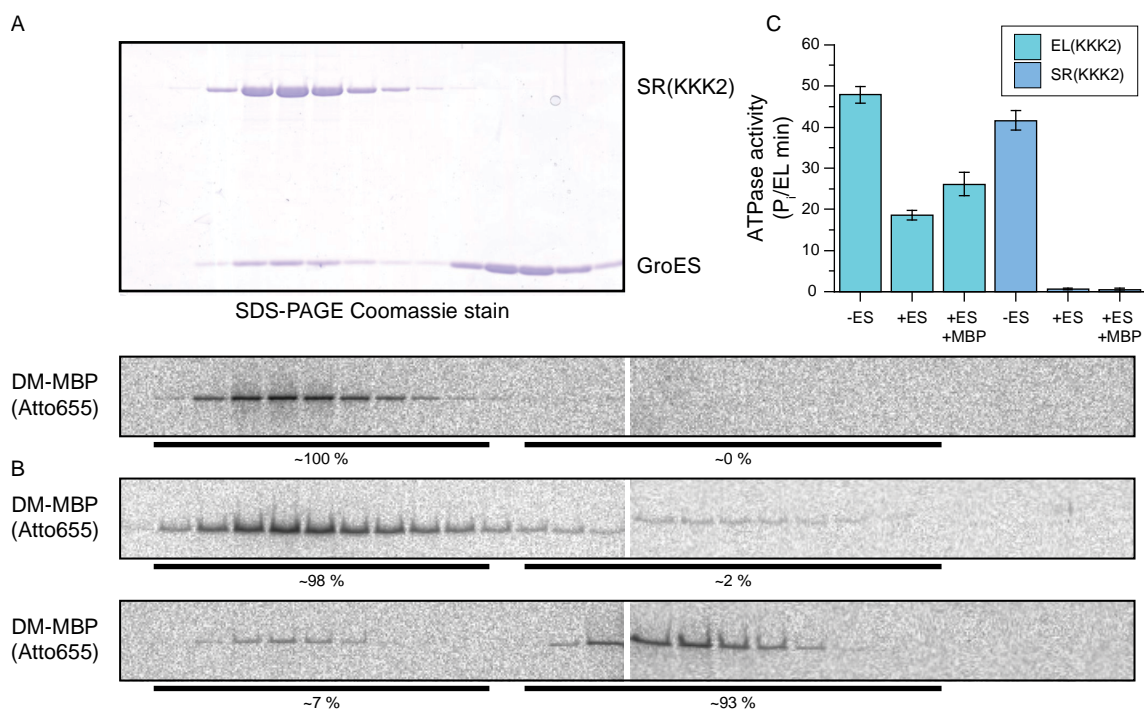 A
SR(KKK2)
GroES
SDS-PAGE Coomassie stain
C
ATPase activity
(Pi/EL min)
60
50
40
30
20
10
0
EL(KKK2)
SR(KKK2)
-ES
+ES
+ES
+MBP
-ES
+ES
+ES
+MBP
DM-MBP
(Atto655)
~100 %
~0 %
B
DM-MBP
(Atto655)
~98 %
~2 %
DM-MBP
(Atto655)
~7 %
~93 %